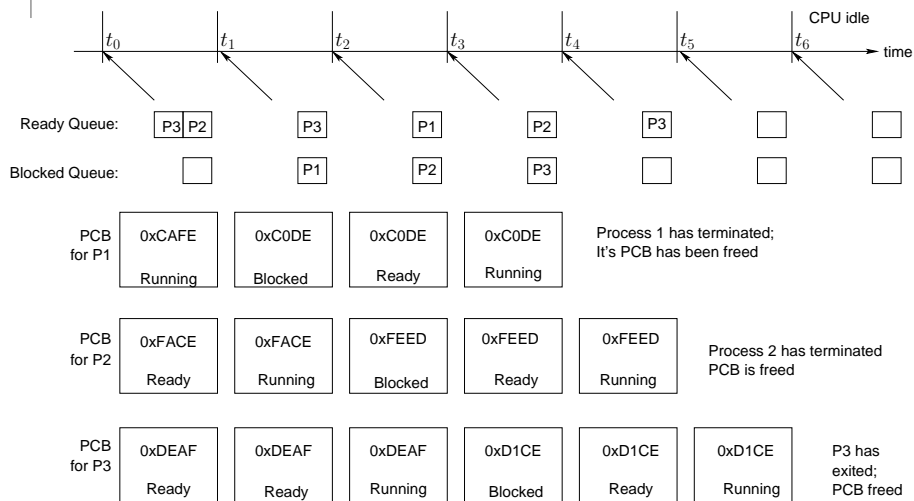 CPU idle
t0 t1 t2 t3 t4 t5 t6
time
Ready Queue: P3 P2 P3 P1 P2 P3
Blocked Queue: P1 P2 P3
PCB
for P1
0xCAFE 0xC0DE 0xC0DE 0xC0DE
Running Blocked Ready Running
Process 1 has terminated;
It's PCB has been freed
PCB
for P2
0xFACE 0xFACE 0xFEED 0xFEED 0xFEED
Ready Running Blocked Ready Running
Process 2 has terminated
PCB is freed
PCB
for P3
0xDEAF 0xDEAF 0xDEAF 0xD1CE 0xD1CE 0xD1CE
Ready Ready Running Blocked Ready Running
P3 has
exited;
PCB freed